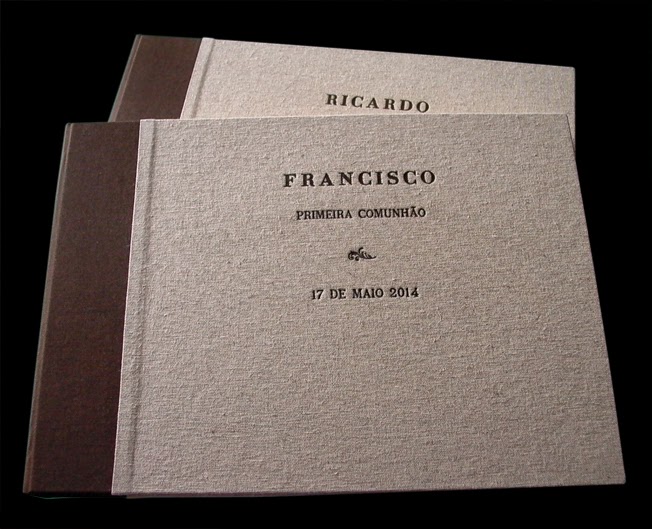 RICARDO
FRANCISCO
PRIMEIRA COMUNHÃO
17 DE MAIO 2014